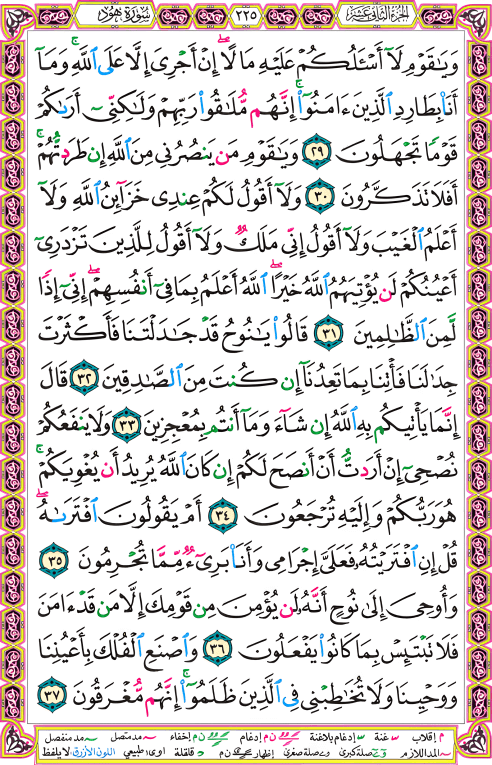 الجزء الثاني عشر ٢٢٥ سورة هود
وَيَٰقَوْمِ لَآ أَسْـَٔلُكُمْ عَلَيْهِ مَالًا ۖ إِنْ أَجْرِىَ إِلَّا عَلَى ٱللَّهِ ۚ وَمَآ
أَنَا۠ بِطَارِدِ ٱلَّذِينَ ءَامَنُوٓا۟ ۚ إِنَّهُم مُّلَٰقُوا۟ رَبِّهِمْ وَلَٰكِنِّىٓ أَرَىٰكُمْ
قَوْمًا تَجْهَلُونَ ٢٩ وَيَٰقَوْمِ مَن يَنصُرُنِى مِنَ ٱللَّهِ إِن طَرَدتُّهُمْ ۚ
أَفَلَا تَذَكَّرُونَ ٣٠ وَلَآ أَقُولُ لَكُمْ عِندِى خَزَآئِنُ ٱللَّهِ وَلَآ
أَعْلَمُ ٱلْغَيْبَ وَلَآ أَقُولُ إِنِّى مَلَكٌ وَلَآ أَقُولُ لِلَّذِينَ تَزْدَرِىٓ
أَعْيُنُكُمْ لَن يُؤْتِيَهُمُ ٱللَّهُ خَيْرًا ۖ ٱللَّهُ أَعْلَمُ بِمَا فِىٓ أَنفُسِهِمْ ۖ إِنِّىٓ إِذًا
لَّمِنَ ٱلظَّٰلِمِينَ ٣١ قَالُوا۟ يَٰنُوحُ قَدْ جَٰدَلْتَنَا فَأَكْثَرْتَ
جِدَٰلَنَا فَأْتِنَا بِمَا تَعِدُنَآ إِن كُنتَ مِنَ ٱلصَّٰدِقِينَ ٣٢ قَالَ
إِنَّمَا يَأْتِيكُم بِهِ ٱللَّهُ إِن شَآءَ وَمَآ أَنتُم بِمُعْجِزِينَ ٣٣ وَلَا يَنفَعُكُمْ
نُصْحِىٓ إِنْ أَرَدتُّ أَنْ أَنصَحَ لَكُمْ إِن كَانَ ٱللَّهُ يُرِيدُ أَن يُغْوِيَكُمْ ۚ
هُوَ رَبُّكُمْ وَإِلَيْهِ تُرْجَعُونَ ٣٤ أَمْ يَقُولُونَ ٱفْتَرَىٰهُ ۖ
قُلْ إِنِ ٱفْتَرَيْتُهُۥ فَعَلَىَّ إِجْرَامِى وَأَنَا۠ بَرِىٓءٌ مِّمَّا تُجْرِمُونَ ٣٥
وَأُوحِىَ إِلَىٰ نُوحٍ أَنَّهُۥ لَن يُؤْمِنَ مِن قَوْمِكَ إِلَّا مَن قَدْ ءَامَنَ
فَلَا تَبْتَئِسْ بِمَا كَانُوا۟ يَفْعَلُونَ ٣٦ وَٱصْنَعِ ٱلْفُلْكَ بِأَعْيُنِنَا
وَوَحْيِنَا وَلَا تُخَٰطِبْنِى فِى ٱلَّذِينَ ظَلَمُوٓا۟ ۚ إِنَّهُم مُّغْرَقُونَ ٣٧
م إقلاب غنة إدغام بلاغنة ن م إدغام ن م إخفاء مد متصل مد منفصل
المد اللازم صلة كبرى وصلة صغرى إظهار ن م قلقلة اوى، طبيعي اللون الأزرق لا يلفظ